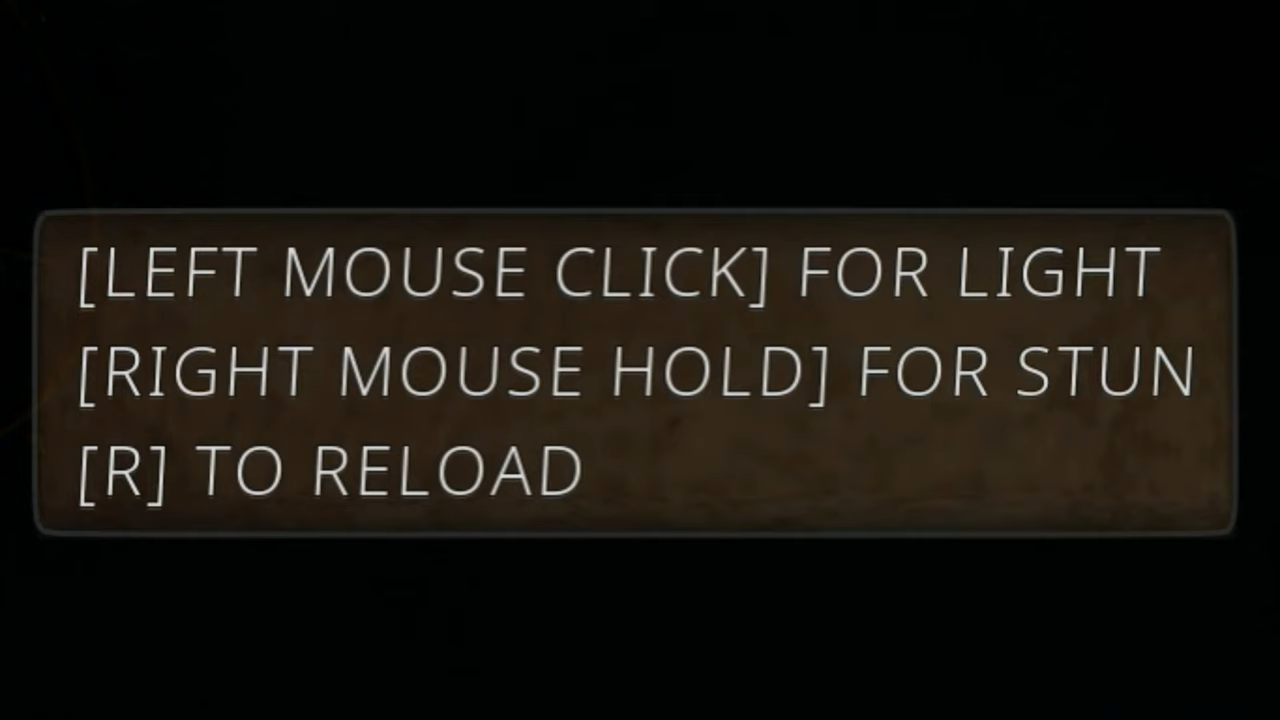 [LEFT MOUSE CLICK] FOR LIGHT
[RIGHT MOUSE HOLD] FOR STUN
[R] TO RELOAD